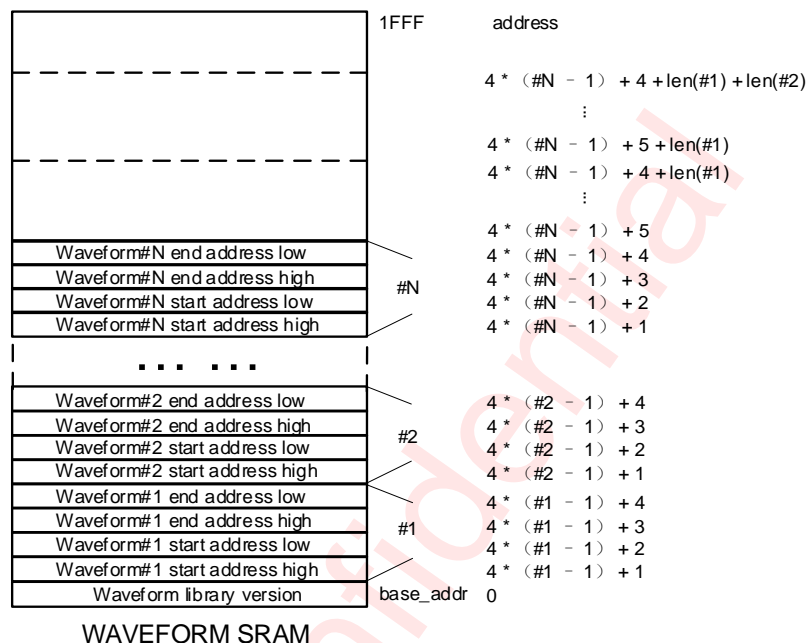 1FFF address
4 * (#N - 1) + 4 + len(#1) + len(#2)
⋮
4 * (#N - 1) + 5 + len(#1)
4 * (#N - 1) + 4 + len(#1)
⋮
4 * (#N - 1) + 5
Waveform#N end address low 4 * (#N - 1) + 4
Waveform#N end address high #N 4 * (#N - 1) + 3
Waveform#N start address low 4 * (#N - 1) + 2
Waveform#N start address high 4 * (#N - 1) + 1
... ...
Waveform#2 end address low 4 * (#2 - 1) + 4
Waveform#2 end address high #2 4 * (#2 - 1) + 3
Waveform#2 start address low 4 * (#2 - 1) + 2
Waveform#2 start address high 4 * (#2 - 1) + 1
Waveform#1 end address low 4 * (#1 - 1) + 4
Waveform#1 end address high #1 4 * (#1 - 1) + 3
Waveform#1 start address low 4 * (#1 - 1) + 2
Waveform#1 start address high 4 * (#1 - 1) + 1
Waveform library version base_addr 0
WAVEFORM SRAM
nfidential